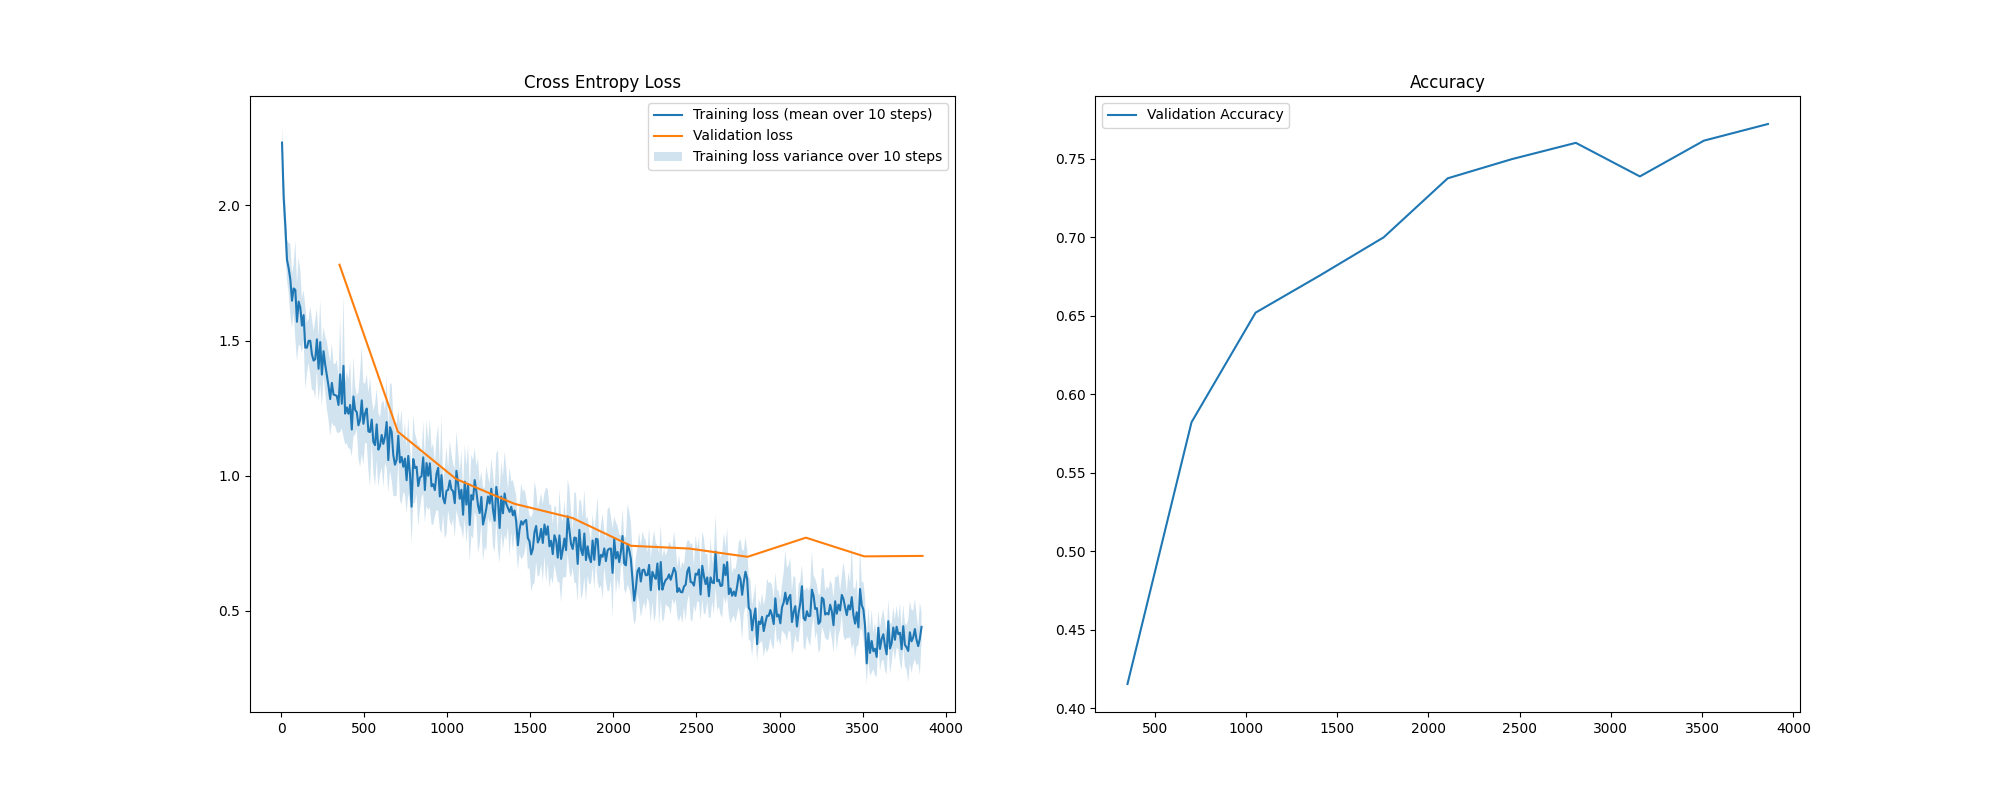 Cross Entropy Loss
Training loss (mean over 10 steps)
Validation loss
Training loss variance over 10 steps
2.0
1.5
1.0
0.5
0 500 1000 1500 2000 2500 3000 3500 4000
Accuracy
Validation Accuracy
0.75
0.70
0.65
0.60
0.55
0.50
0.45
0.40
500 1000 1500 2000 2500 3000 3500 4000